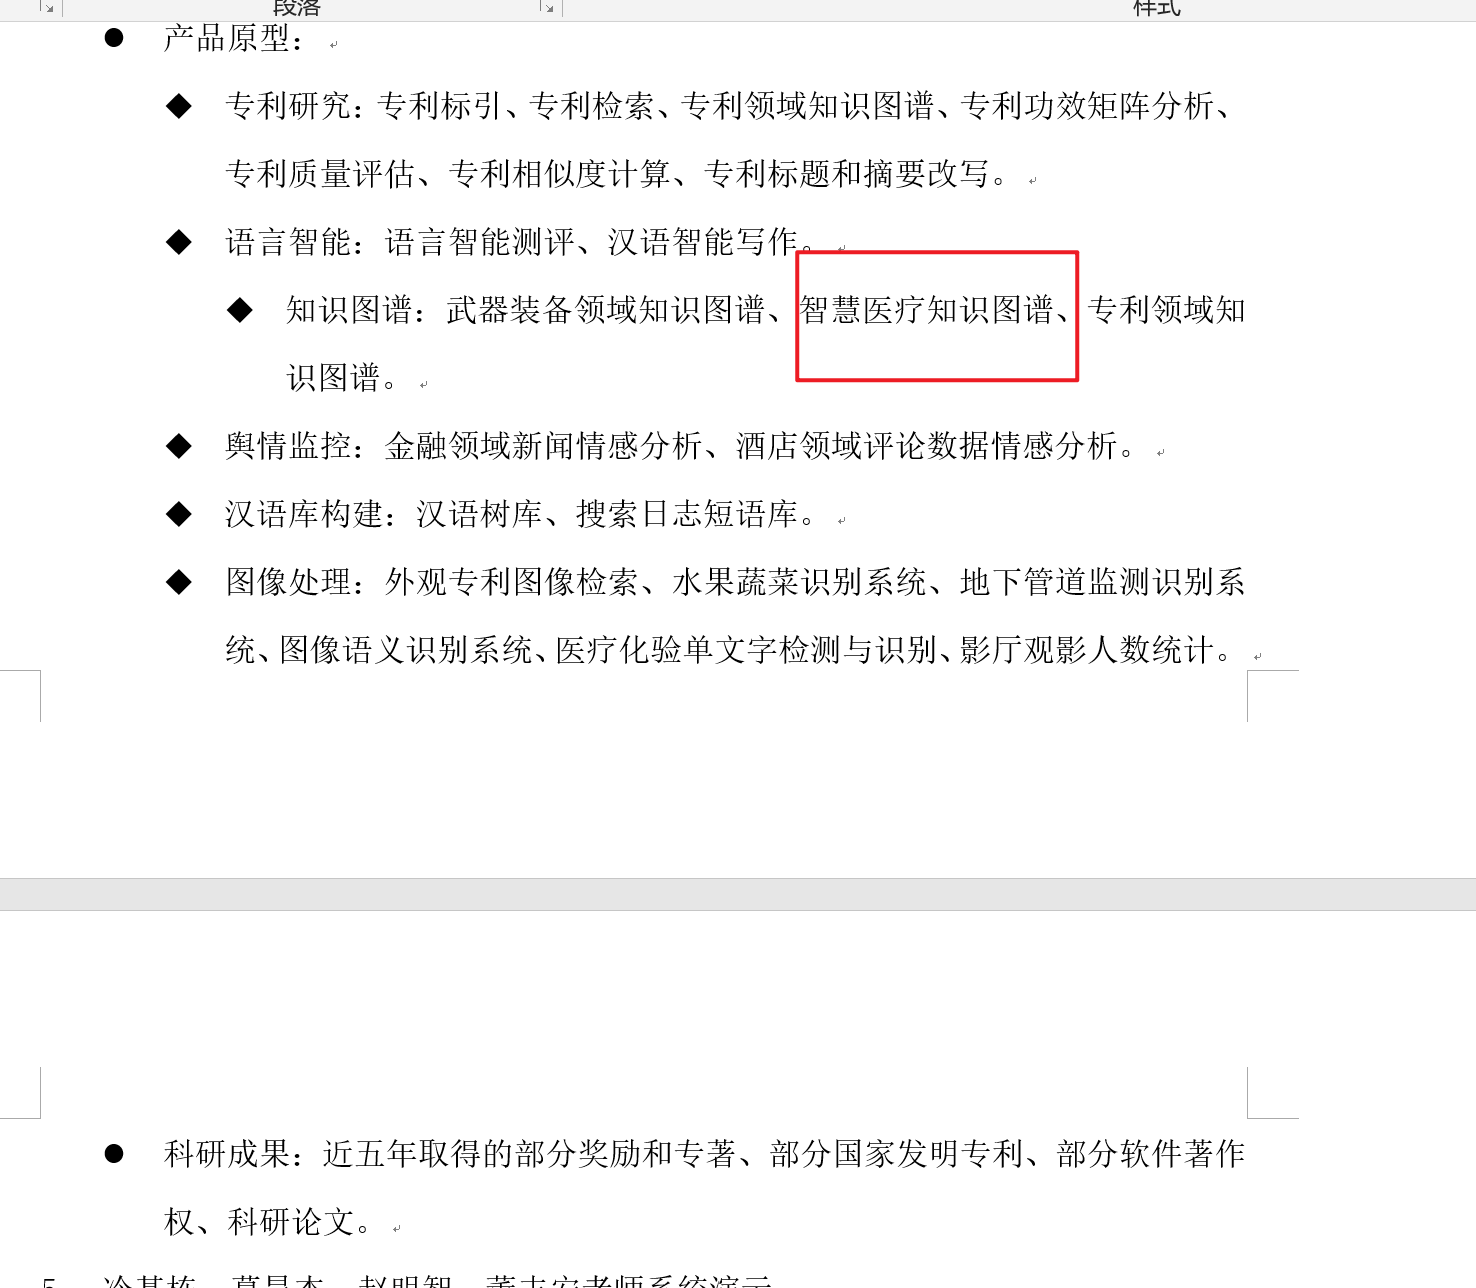 段落 样式
● 产品原型：
◆ 专利研究：专利标引、专利检索、专利领域知识图谱、专利功效矩阵分析、
专利质量评估、专利相似度计算、专利标题和摘要改写。
◆ 语言智能：语言智能测评、汉语智能写作。
◆ 知识图谱：武器装备领域知识图谱、智慧医疗知识图谱、专利领域知
识图谱。
◆ 舆情监控：金融领域新闻情感分析、酒店领域评论数据情感分析。
◆ 汉语库构建：汉语树库、搜索日志短语库。
◆ 图像处理：外观专利图像检索、水果蔬菜识别系统、地下管道监测识别系
统、图像语义识别系统、医疗化验单文字检测与识别、影厅观影人数统计。
● 科研成果：近五年取得的部分奖励和专著、部分国家发明专利、部分软件著作
权、科研论文。
老师系统演示